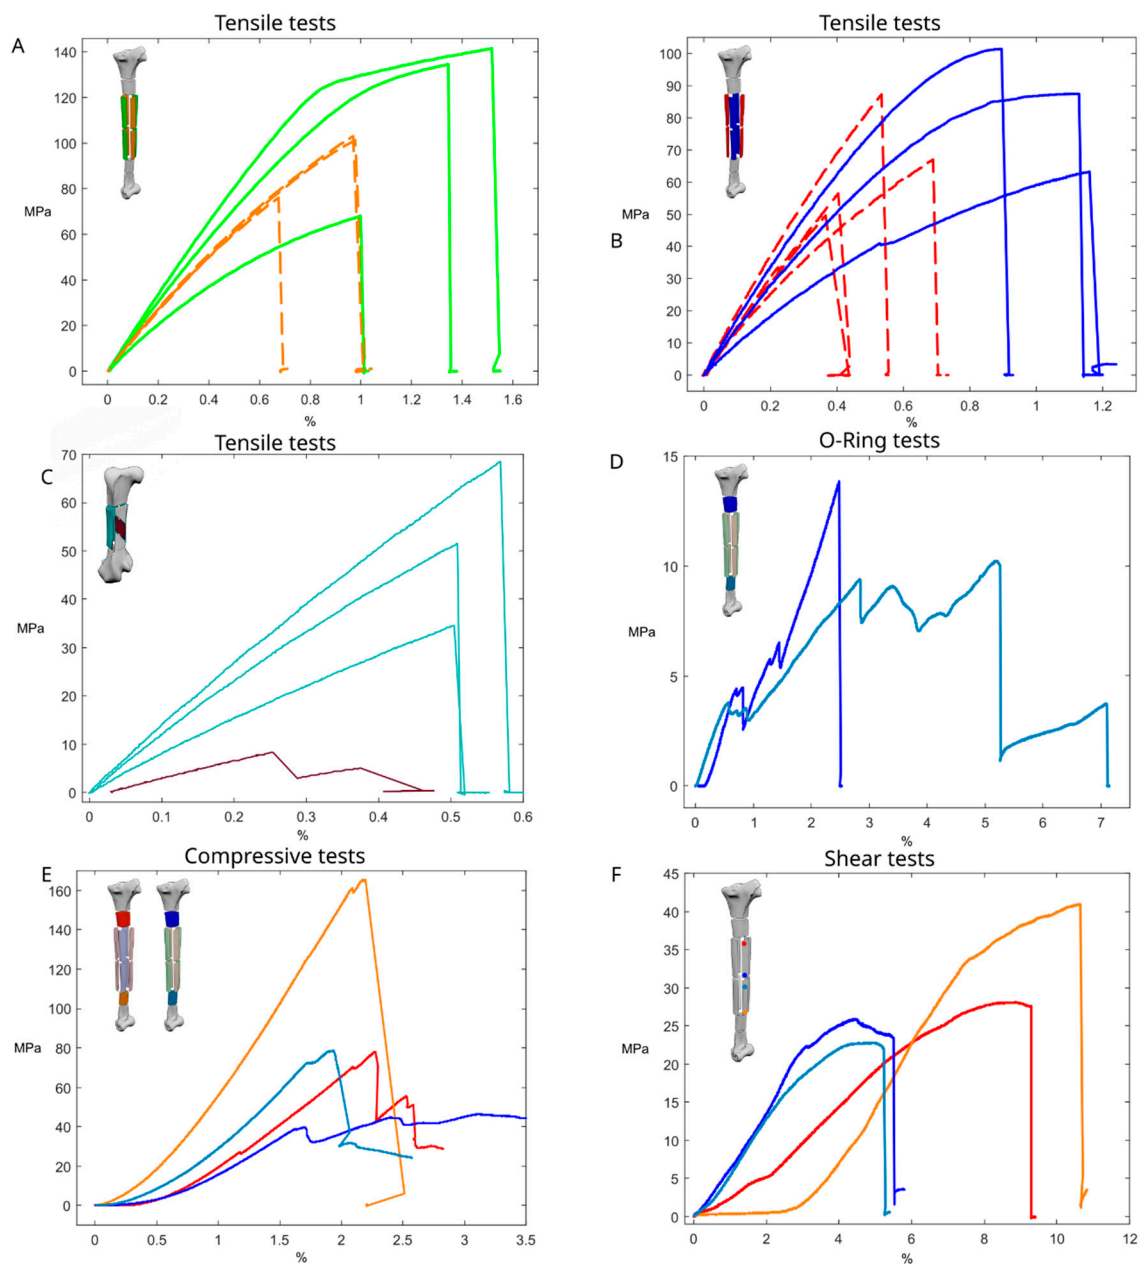 Tensile tests
A
140
120
100
80
60
40
20
0
MPa
0 0.2 0.4 0.6 0.8 1 1.2 1.4 1.6
%
Tensile tests
B
100
90
80
70
60
50
40
30
20
10
0
MPa
0 0.2 0.4 0.6 0.8 1 1.2
%
Tensile tests
C
70
60
50
40
30
20
10
0
MPa
0 0.1 0.2 0.3 0.4 0.5 0.6
%
O-Ring tests
D
15
10
5
0
MPa
0 1 2 3 4 5 6 7
%
Compressive tests
E
160
140
120
100
80
60
40
20
0
MPa
0 0.5 1 1.5 2 2.5 3 3.5
%
Shear tests
F
45
40
35
30
25
20
15
10
5
0
MPa
0 2 4 6 8 10 12
%